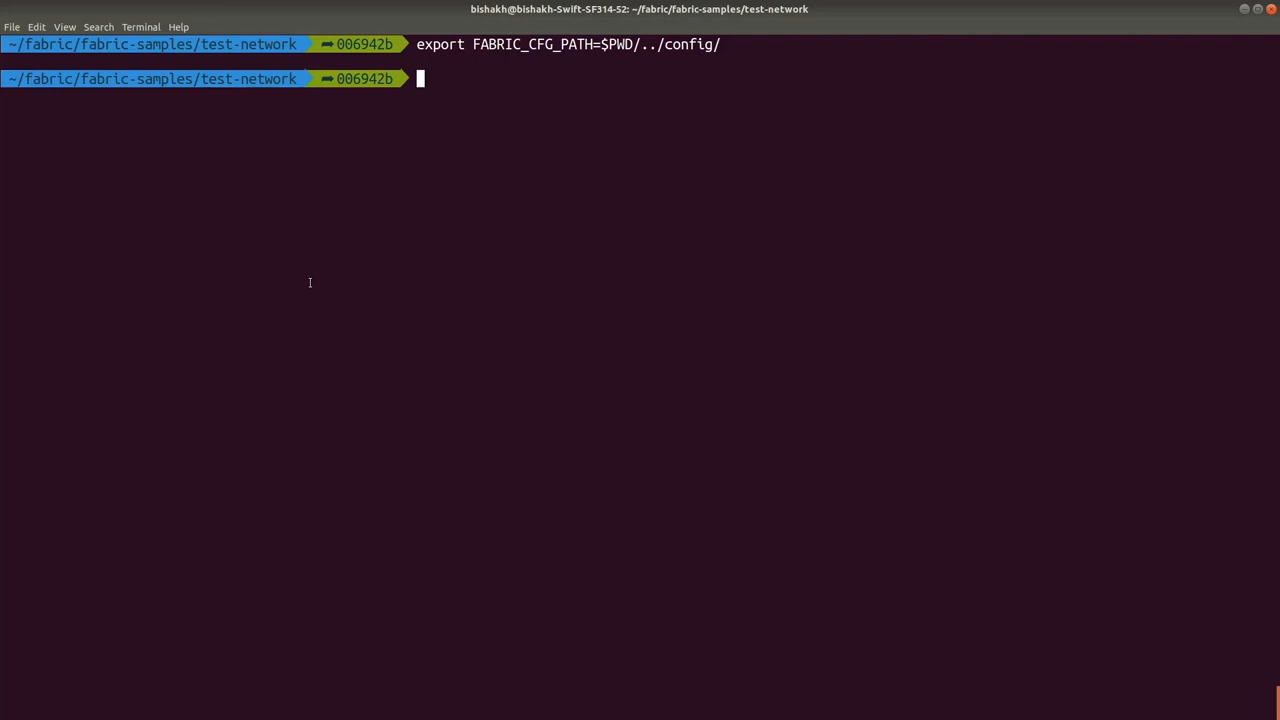 bishakh@bishakh-Swift-SF314-52: ~/fabric/fabric-samples/test-network
File Edit View Search Terminal Help
~/fabric/fabric-samples/test-network ➦ 006942b export FABRIC_CFG_PATH=$PWD/../config/
~/fabric/fabric-samples/test-network ➦ 006942b